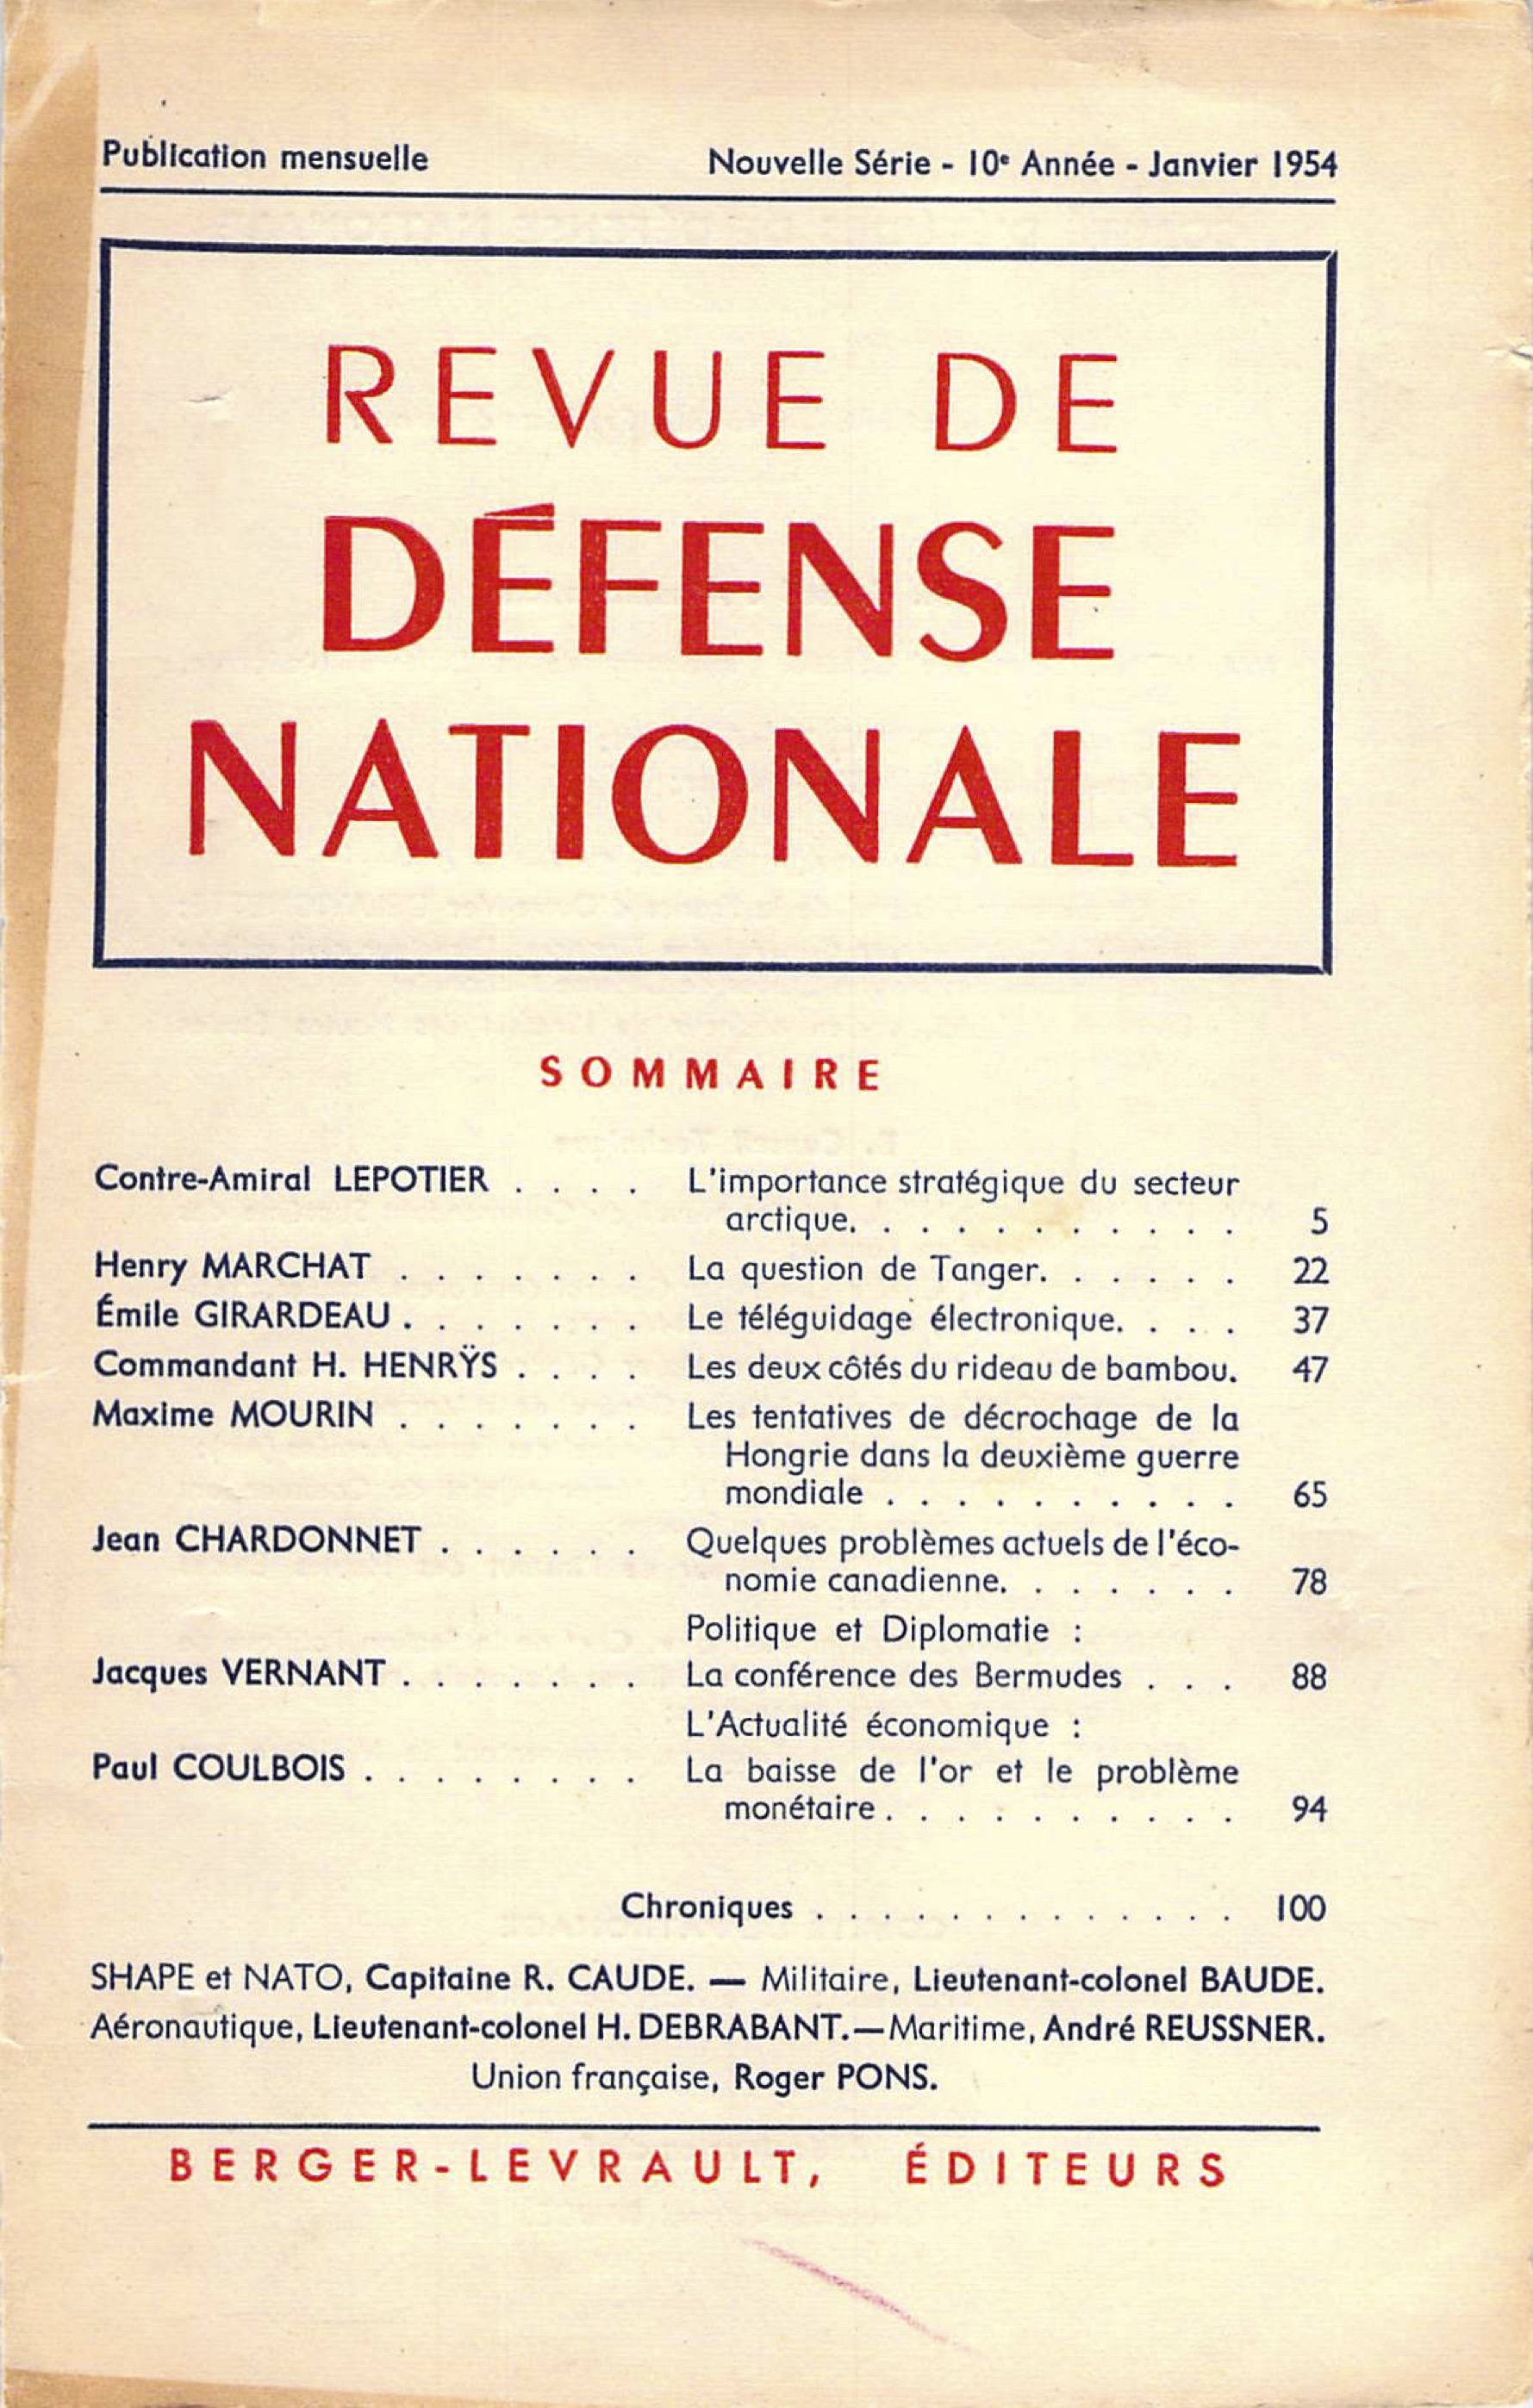 Publication mensuelle
Nouvelle Série - 10e Année - Janvier 1954
REVUE DE
DÉFENSE
NATIONALE
SOMMAIRE
Contre-Amiral LEPOTIER . . . . L'importance stratégique du secteur
arctique. . . . . . . . . . . . 5
Henry MARCHAT . . . . . . . La question de Tanger. . . . . . 22
Émile GIRARDEAU . . . . . . . Le téléguidage électronique. . . . 37
Commandant H. HENRŸS . . . . Les deux côtés du rideau de bambou. 47
Maxime MOURIN . . . . . . . Les tentatives de décrochage de la
Hongrie dans la deuxième guerre
mondiale . . . . . . . . . . . 65
Jean CHARDONNET . . . . . . Quelques problèmes actuels de l'éco-
nomie canadienne. . . . . . . . 78
Politique et Diplomatie :
Jacques VERNANT . . . . . . . La conférence des Bermudes . . . 88
L'Actualité économique :
Paul COULBOIS . . . . . . . . La baisse de l'or et le problème
monétaire . . . . . . . . . . . 94
Chroniques . . . . . . . . . . . . . 100
SHAPE et NATO, Capitaine R. CAUDE. — Militaire, Lieutenant-colonel BAUDE.
Aéronautique, Lieutenant-colonel H. DEBRABANT. — Maritime, André REUSSNER.
Union française, Roger PONS.
BERGER-LEVRAULT, ÉDITEURS